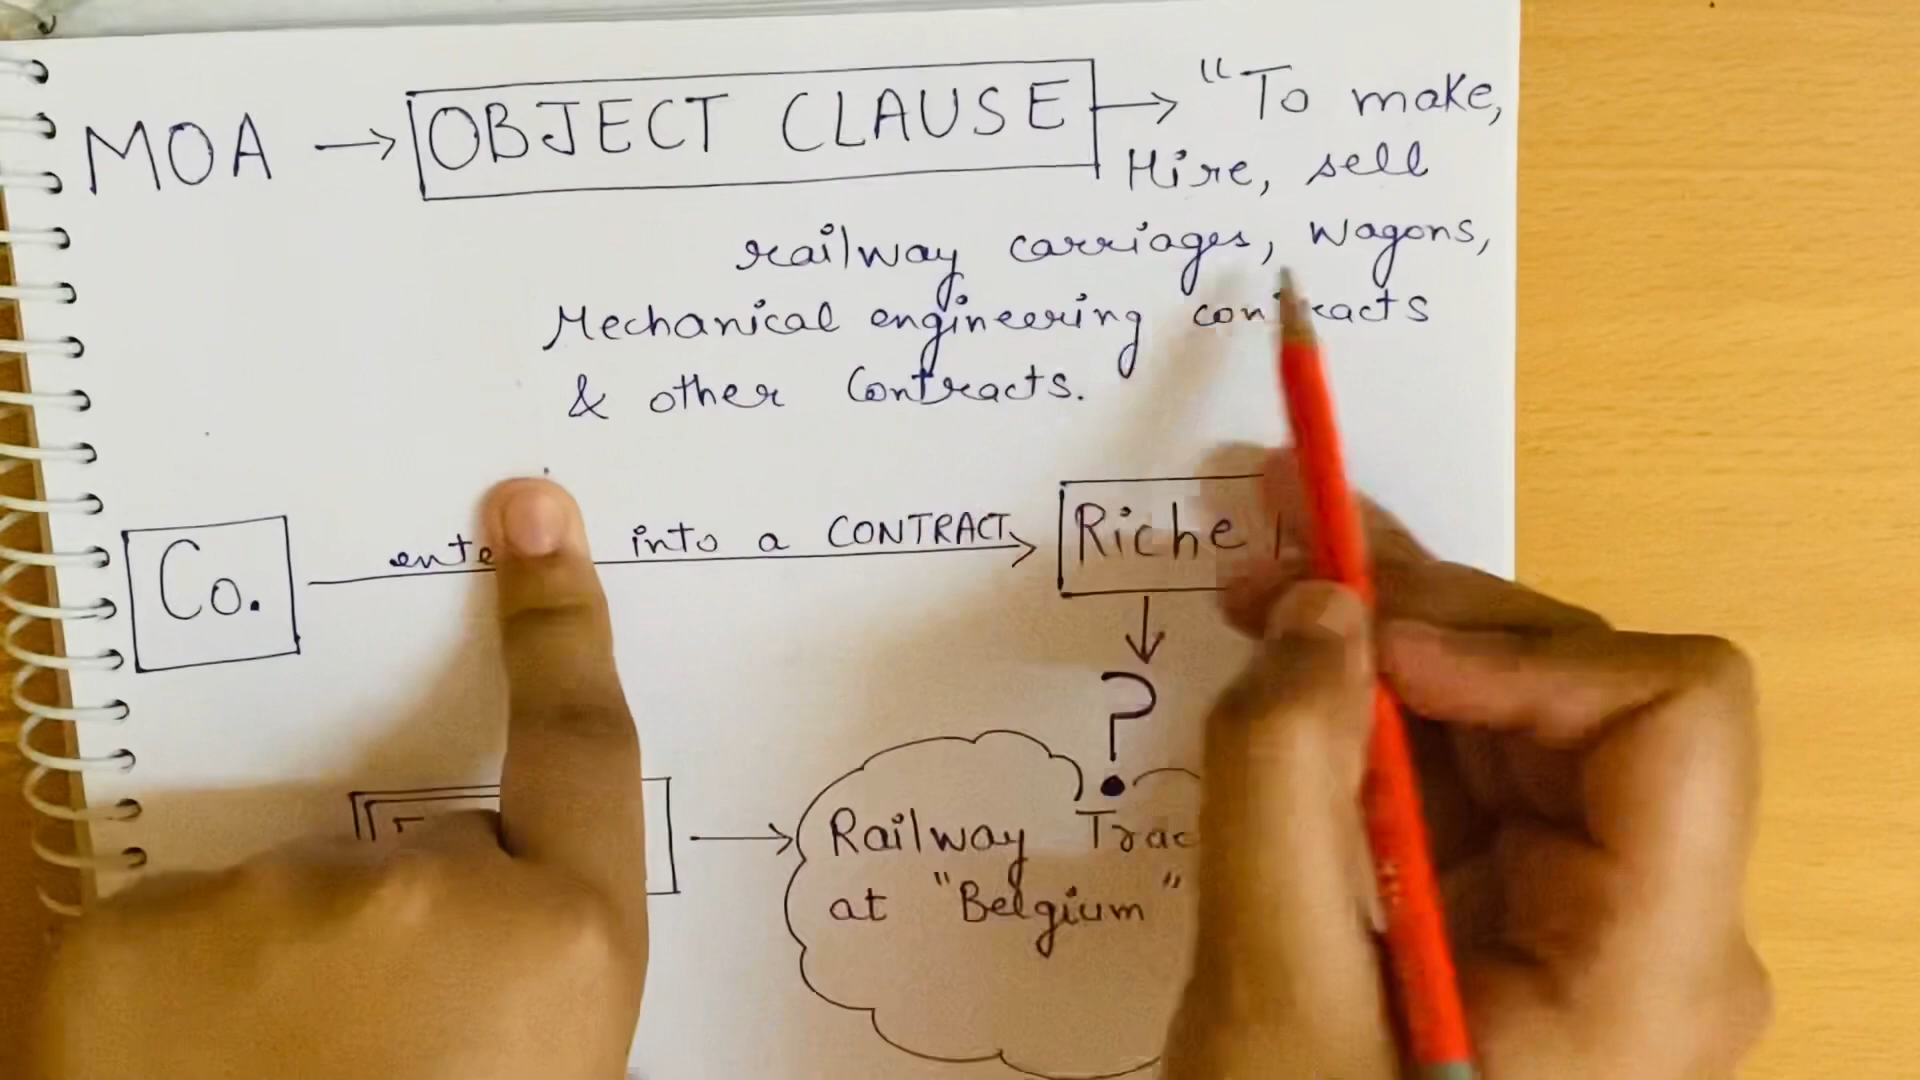 MOA → OBJECT CLAUSE → "To make,
Hire, sell
railway carriages, Wagons,
Mechanical engineering contracts
& other Contracts.
Co. into a CONTRACT → Riche
?
Railway
at "Belgium"